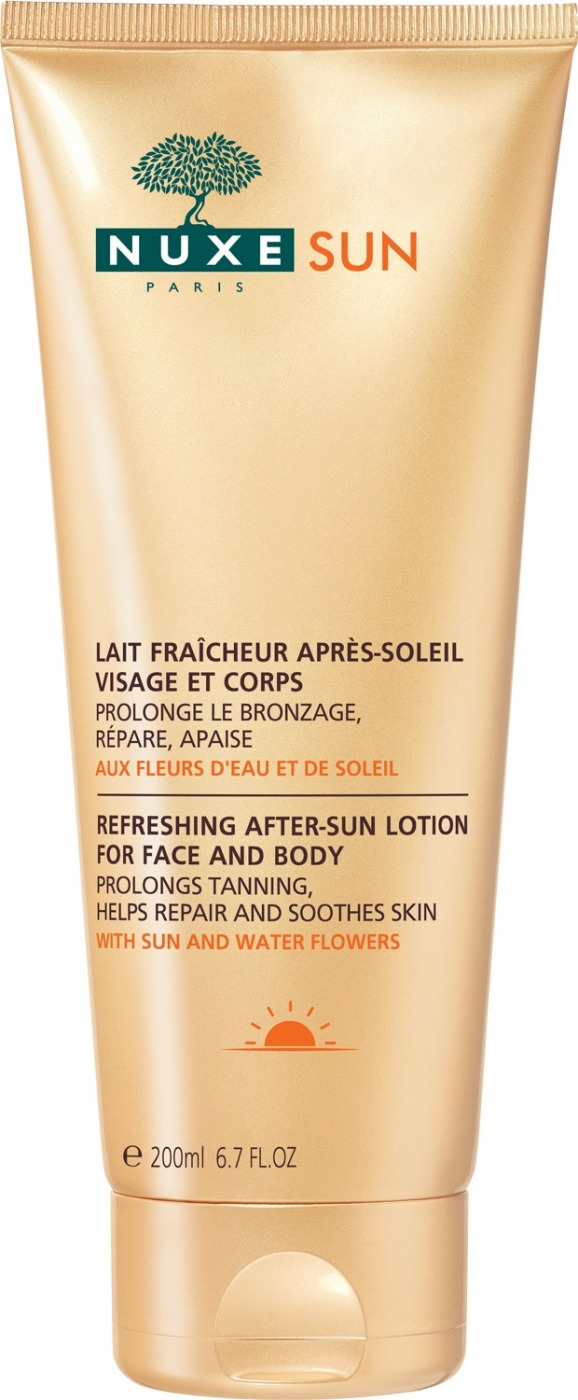 NUXE SUN
PARIS
LAIT FRAÎCHEUR APRÈS-SOLEIL
VISAGE ET CORPS
PROLONGE LE BRONZAGE,
RÉPARE, APAISE
AUX FLEURS D'EAU ET DE SOLEIL
REFRESHING AFTER-SUN LOTION
FOR FACE AND BODY
PROLONGS TANNING,
HELPS REPAIR AND SOOTHES SKIN
WITH SUN AND WATER FLOWERS
℮ 200ml 6.7 FL.OZ